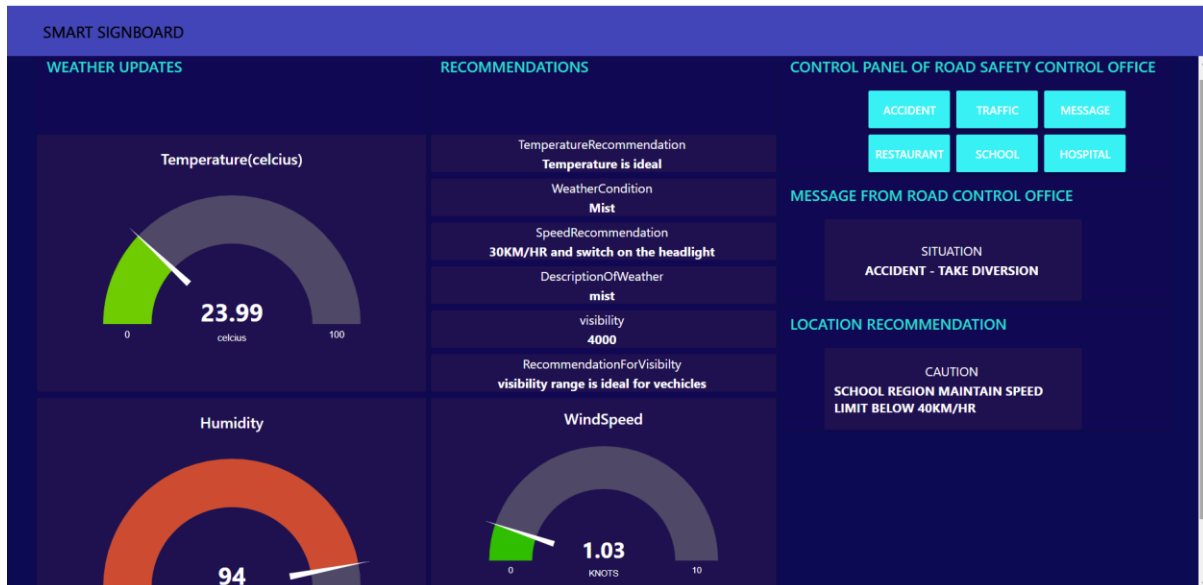 SMART SIGNBOARD
WEATHER UPDATES
Temperature(celcius)
23.99
celcius
0
100
Humidity
94
RECOMMENDATIONS
TemperatureRecommendation
Temperature is ideal
WeatherCondition
Mist
SpeedRecommendation
30KM/HR and switch on the headlight
DescriptionOfWeather
mist
visibility
4000
RecommendationForVisibilty
visibility range is ideal for vechicles
WindSpeed
1.03
KNOTS
0
10
CONTROL PANEL OF ROAD SAFETY CONTROL OFFICE
ACCIDENT
TRAFFIC
MESSAGE
RESTAURANT
SCHOOL
HOSPITAL
MESSAGE FROM ROAD CONTROL OFFICE
SITUATION
ACCIDENT - TAKE DIVERSION
LOCATION RECOMMENDATION
CAUTION
SCHOOL REGION MAINTAIN SPEED
LIMIT BELOW 40KM/HR